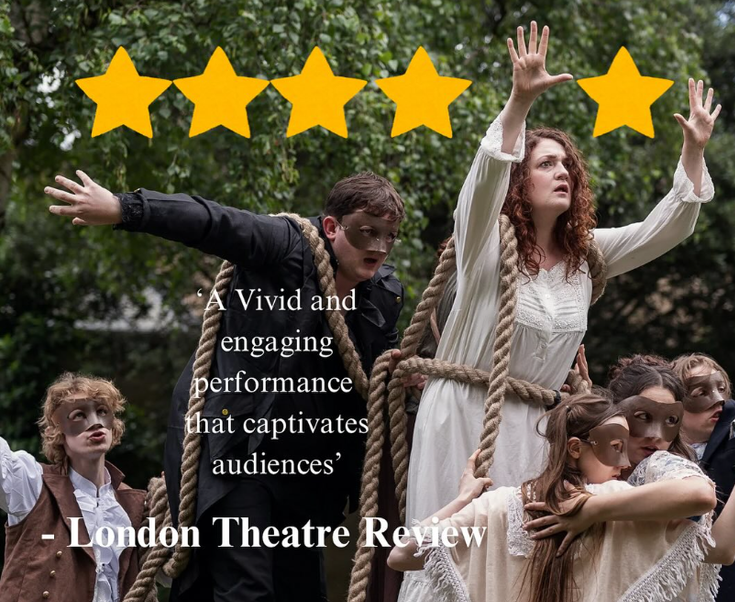 ‘A Vivid and
engaging
performance
that captivates
audiences’
- London Theatre Review